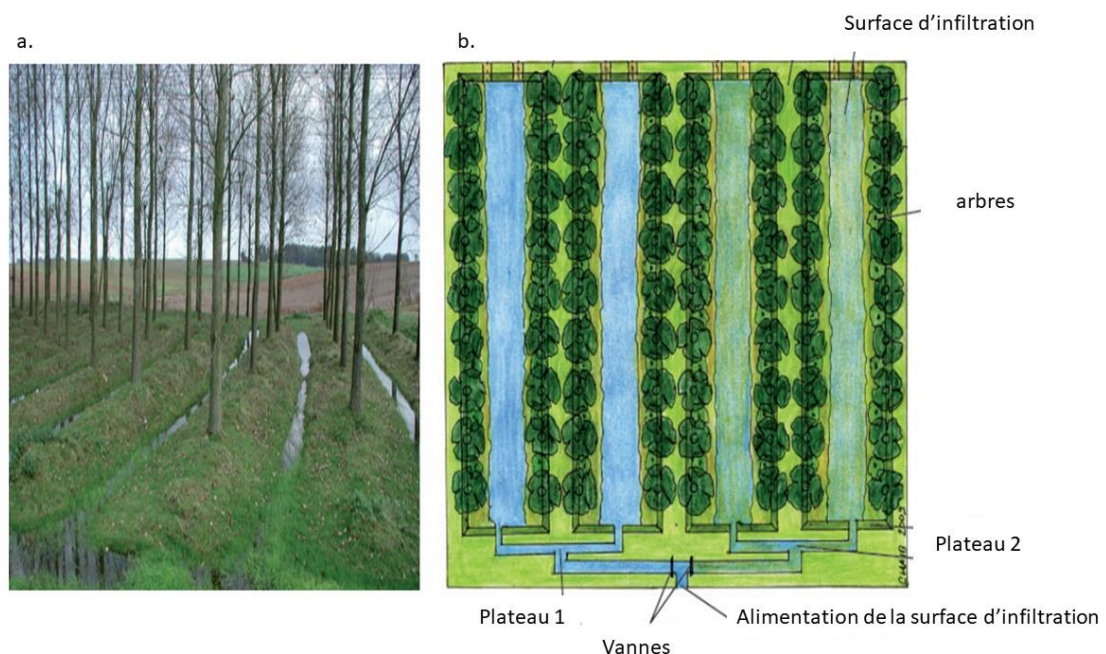 a.
b.
Surface d’infiltration
arbres
Plateau 2
Plateau 1
Alimentation de la surface d’infiltration
Vannes